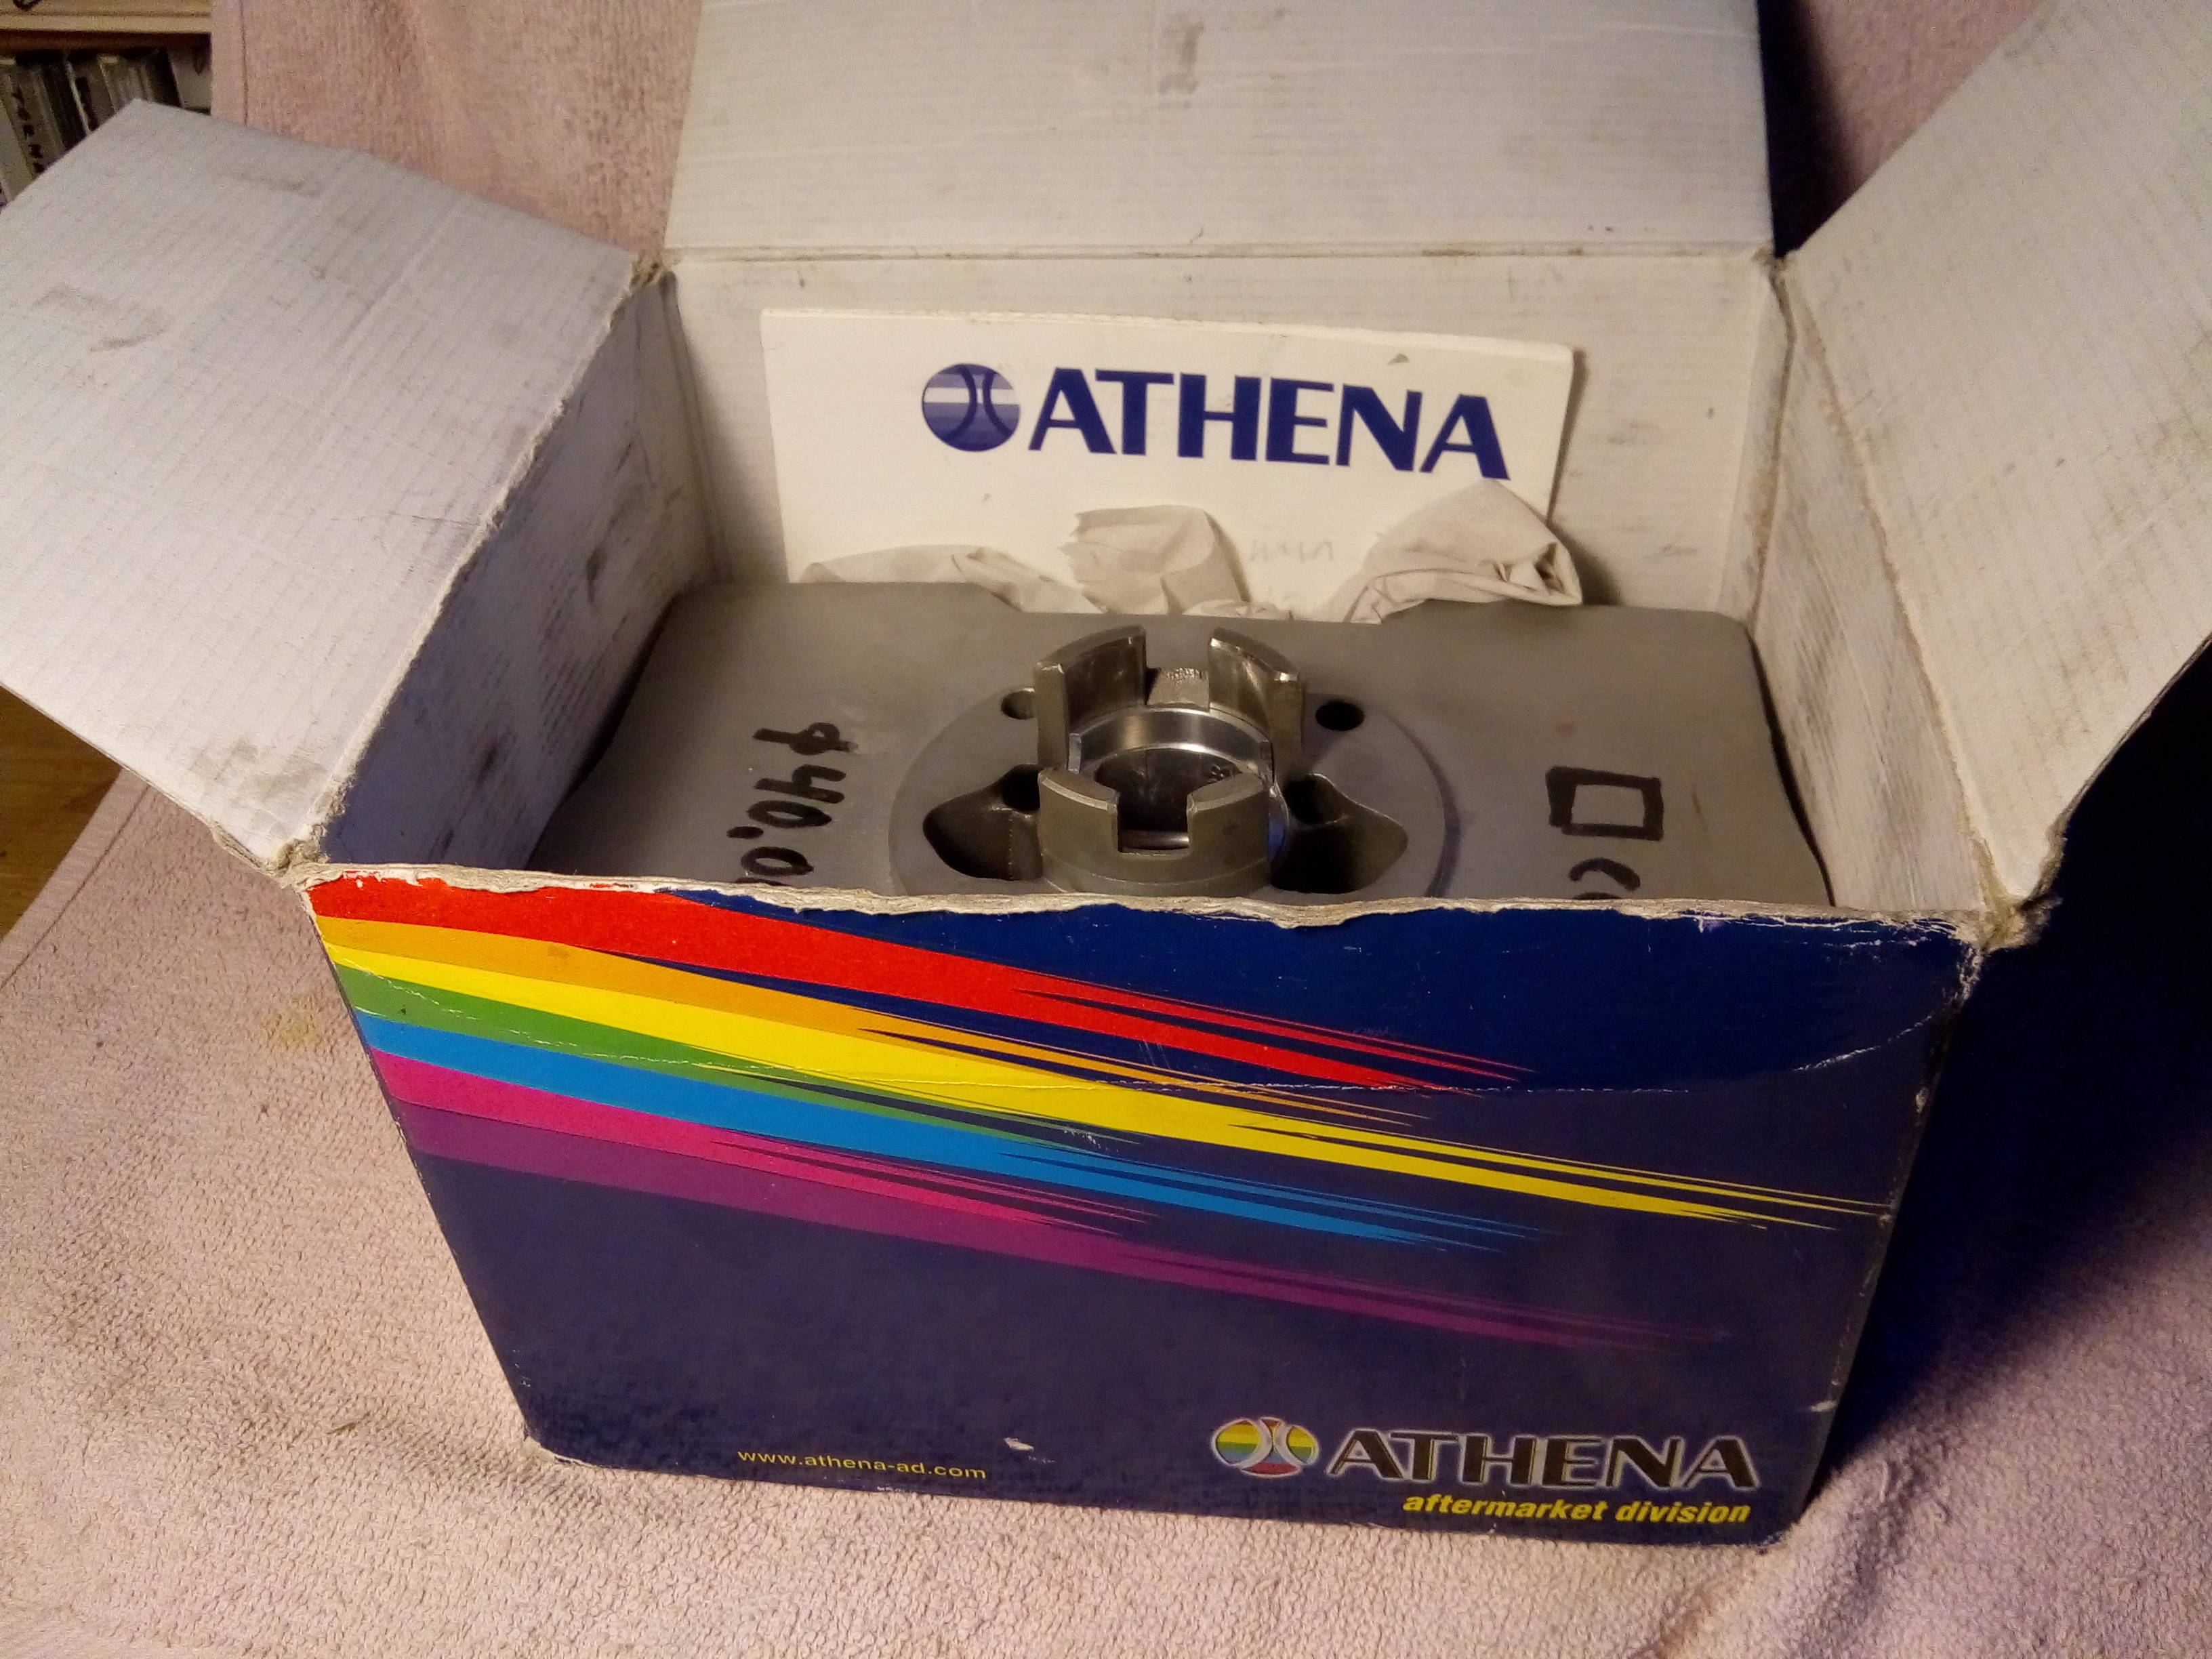 ATHENA
ϕ40.0
www.athena-ad.com
ATHENA
aftermarket division